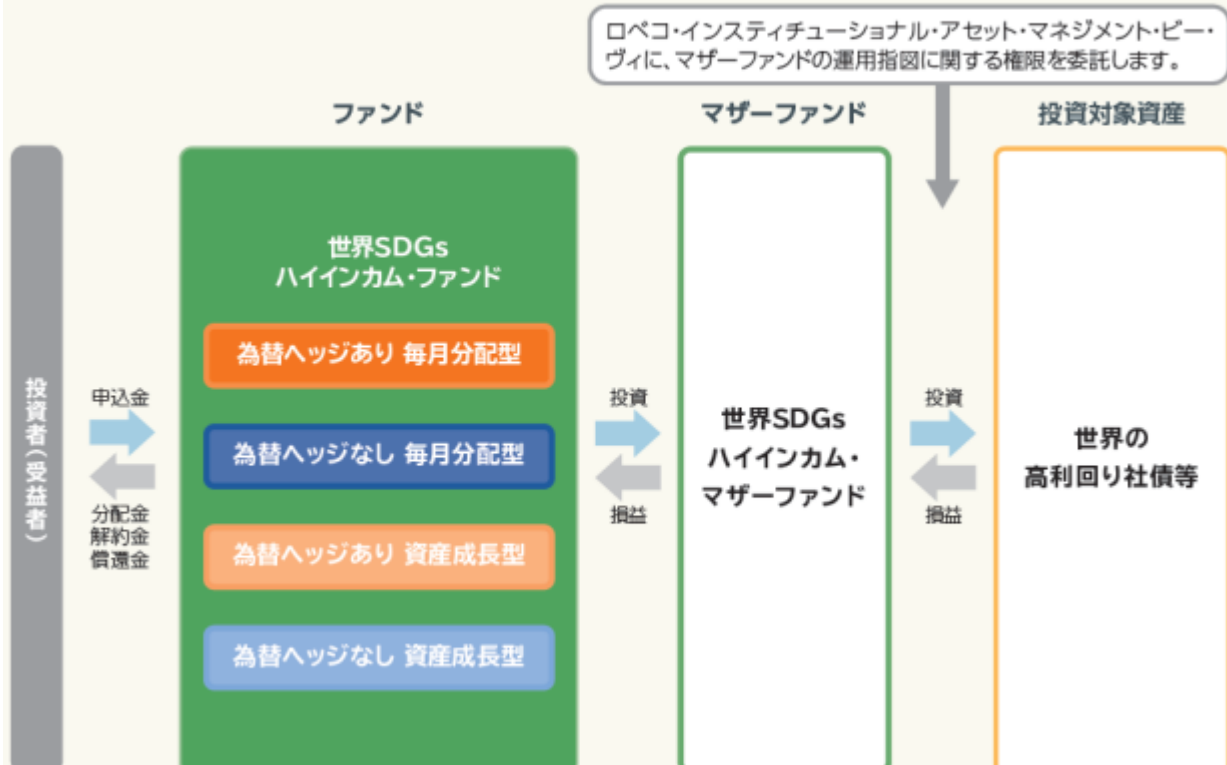 ロベコ・インスティチューショナル・アセット・マネジメント・ビー・
ヴィに、マザーファンドの運用指図に関する権限を委託します。
ファンド
マザーファンド
投資対象資産
投資者（受益者）
申込金
分配金
解約金
償還金
世界SDGs
ハイインカム・ファンド
為替ヘッジあり 毎月分配型
為替ヘッジなし 毎月分配型
為替ヘッジあり 資産成長型
為替ヘッジなし 資産成長型
投資
損益
世界SDGs
ハイインカム・
マザーファンド
投資
損益
世界の
高利回り社債等